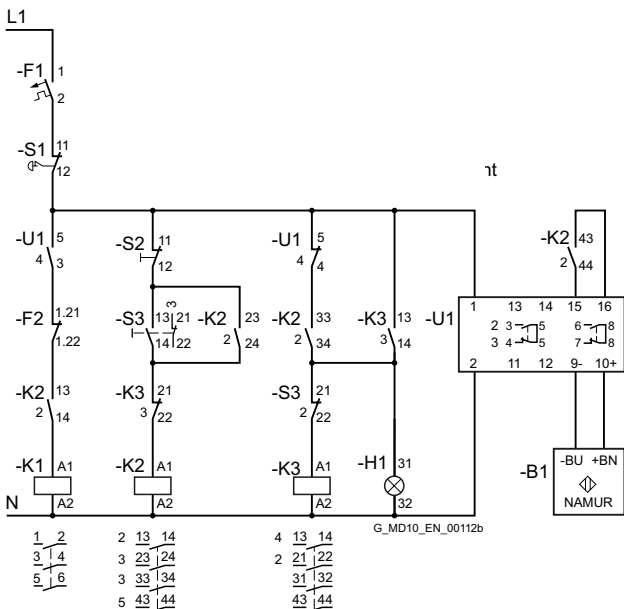 L1
-F1 1
2
-S1 11
12
nt
-U1 5
4 3
-S2 11
12
-U1 5
4 4
-K2 43
2 44
-F2 1.21
1.22
-S3 13 21 3
14 22
-K2 23
2 24
-K2 33
2 34
-K3 13
3 14
-U1
1 13 14 15 16
2 3 5 6 8
3 4 5 7 8
2 11 12 9- 10+
-K2 13
2 14
-K3 21
3 22
-S3 21
2 22
-K1 A1
A2
-K2 A1
A2
-K3 A1
A2
-H1 31
32
-B1
-BU +BN
NAMUR
N
G_MD10_EN_00112b
1 2
3 4
5 6
2 13 14
3 23 24
3 33 34
5 43 44
4 13 14
2 21 22
31 32
43 44